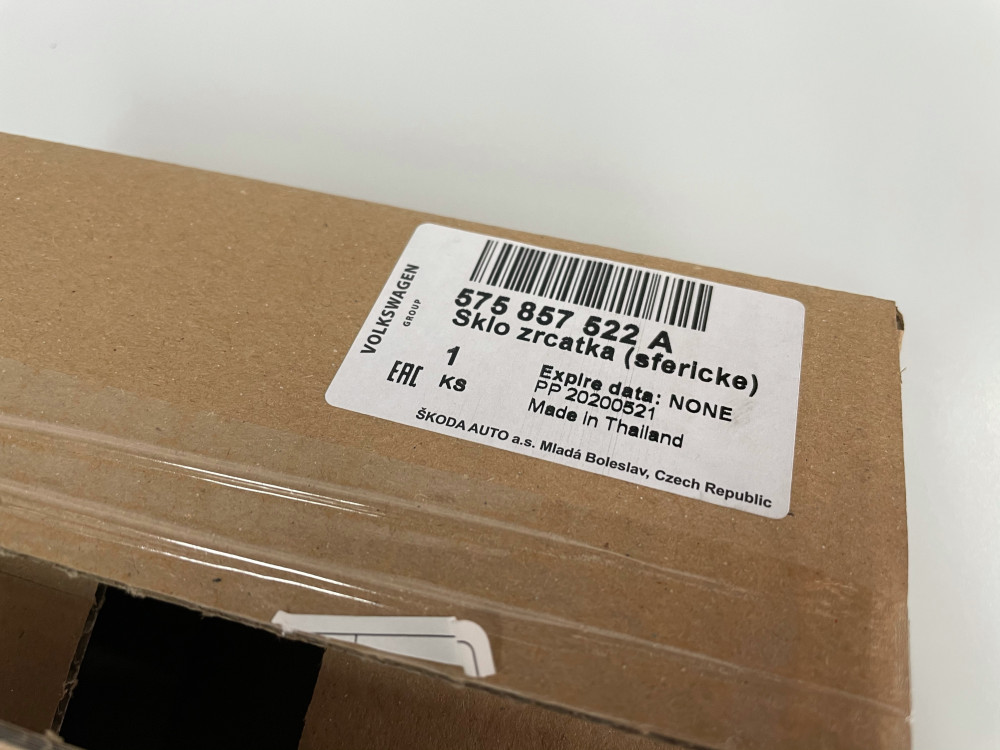 VOLKSWAGEN
GROUP
575 857 522 A
Sklo zrcatka (sfericke)
1
KS
EAC
Expire data: NONE
PP 20200521
Made in Thailand
ŠKODA AUTO a.s. Mladá Boleslav, Czech Republic